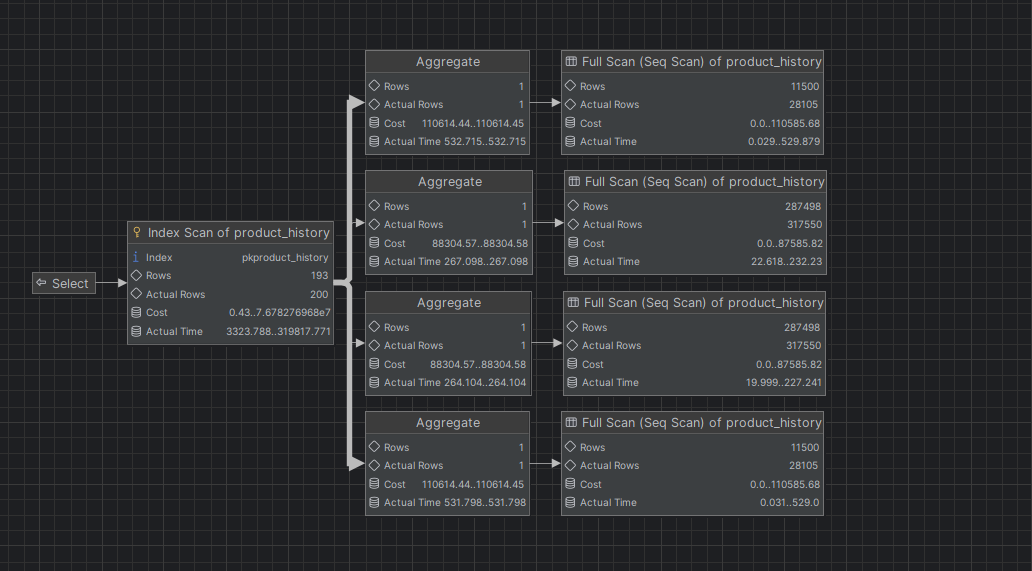 Select
Index Scan of product_history
Index pkproduct_history
Rows 193
Actual Rows 200
Cost 0.43..7.678276968e7
Actual Time 3323.788..319817.771
Aggregate
Rows 1
Actual Rows 1
Cost 110614.44..110614.45
Actual Time 532.715..532.715
Full Scan (Seq Scan) of product_history
Rows 11500
Actual Rows 28105
Cost 0.0..110585.68
Actual Time 0.029..529.879
Aggregate
Rows 1
Actual Rows 1
Cost 88304.57..88304.58
Actual Time 267.098..267.098
Full Scan (Seq Scan) of product_history
Rows 287498
Actual Rows 317550
Cost 0.0..87585.82
Actual Time 22.618..232.23
Aggregate
Rows 1
Actual Rows 1
Cost 88304.57..88304.58
Actual Time 264.104..264.104
Full Scan (Seq Scan) of product_history
Rows 287498
Actual Rows 317550
Cost 0.0..87585.82
Actual Time 19.999..227.241
Aggregate
Rows 1
Actual Rows 1
Cost 110614.44..110614.45
Actual Time 531.798..531.798
Full Scan (Seq Scan) of product_history
Rows 11500
Actual Rows 28105
Cost 0.0..110585.68
Actual Time 0.031..529.0